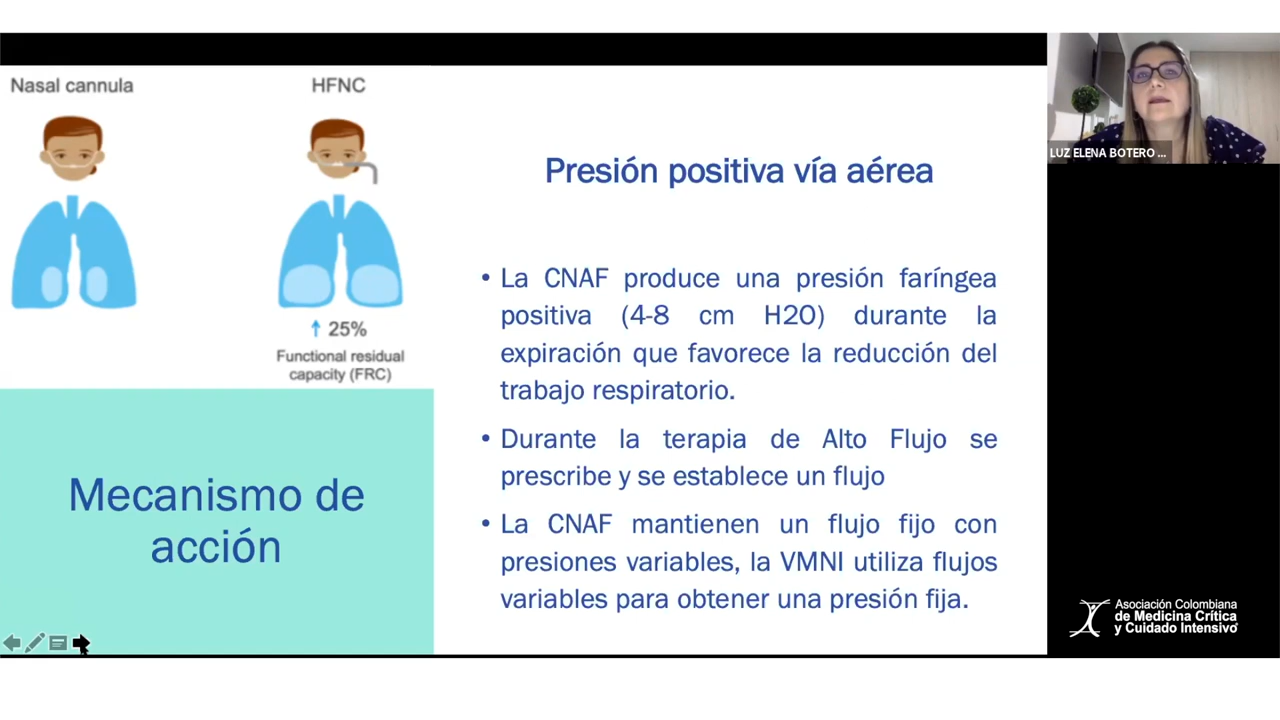 Nasal cannula
HFNC
↑ 25%
Functional residual
capacity (FRC)
Mecanismo de
acción
Presión positiva vía aérea
• La CNAF produce una presión faríngea
positiva (4-8 cm H2O) durante la
expiración que favorece la reducción del
trabajo respiratorio.
• Durante la terapia de Alto Flujo se
prescribe y se establece un flujo
• La CNAF mantienen un flujo fijo con
presiones variables, la VMNI utiliza flujos
variables para obtener una presión fija.
LUZ ELENA BOTERO ...
Asociación Colombiana
de Medicina Crítica
y Cuidado Intensivo